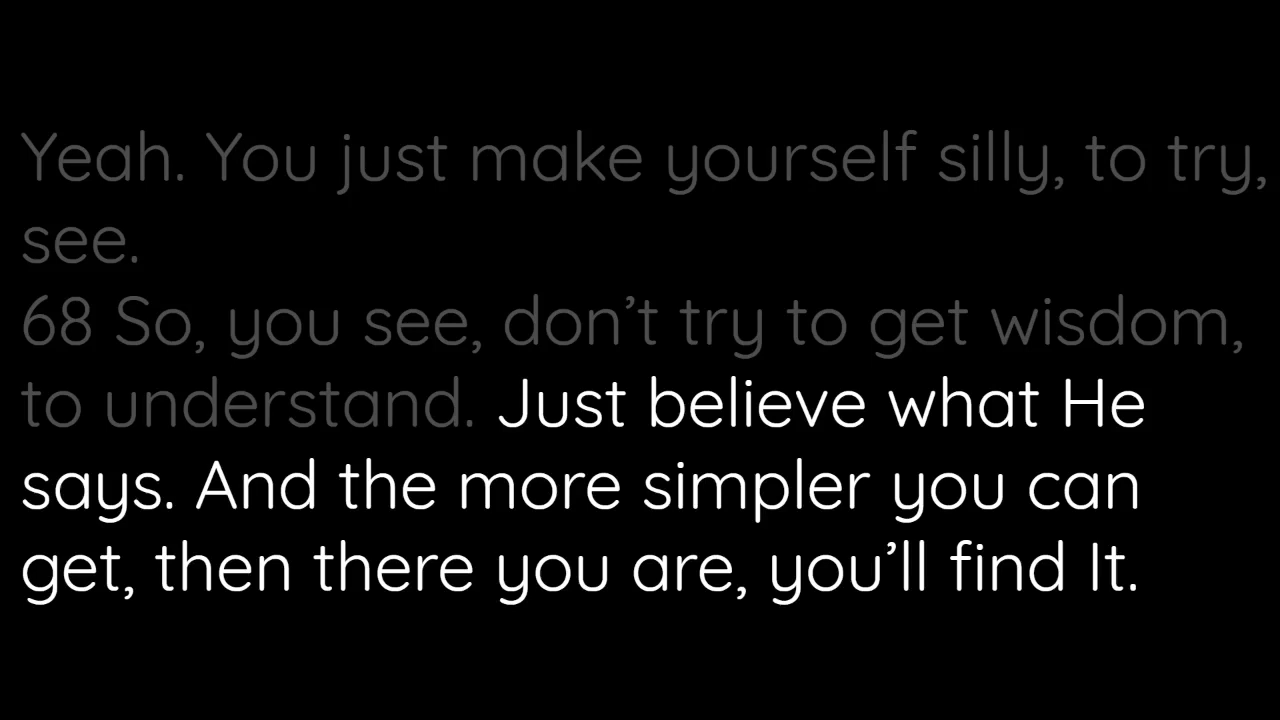 Yeah. You just make yourself silly, to try,
see.
68 So, you see, don’t try to get wisdom,
to understand. Just believe what He
says. And the more simpler you can
get, then there you are, you’ll find It.